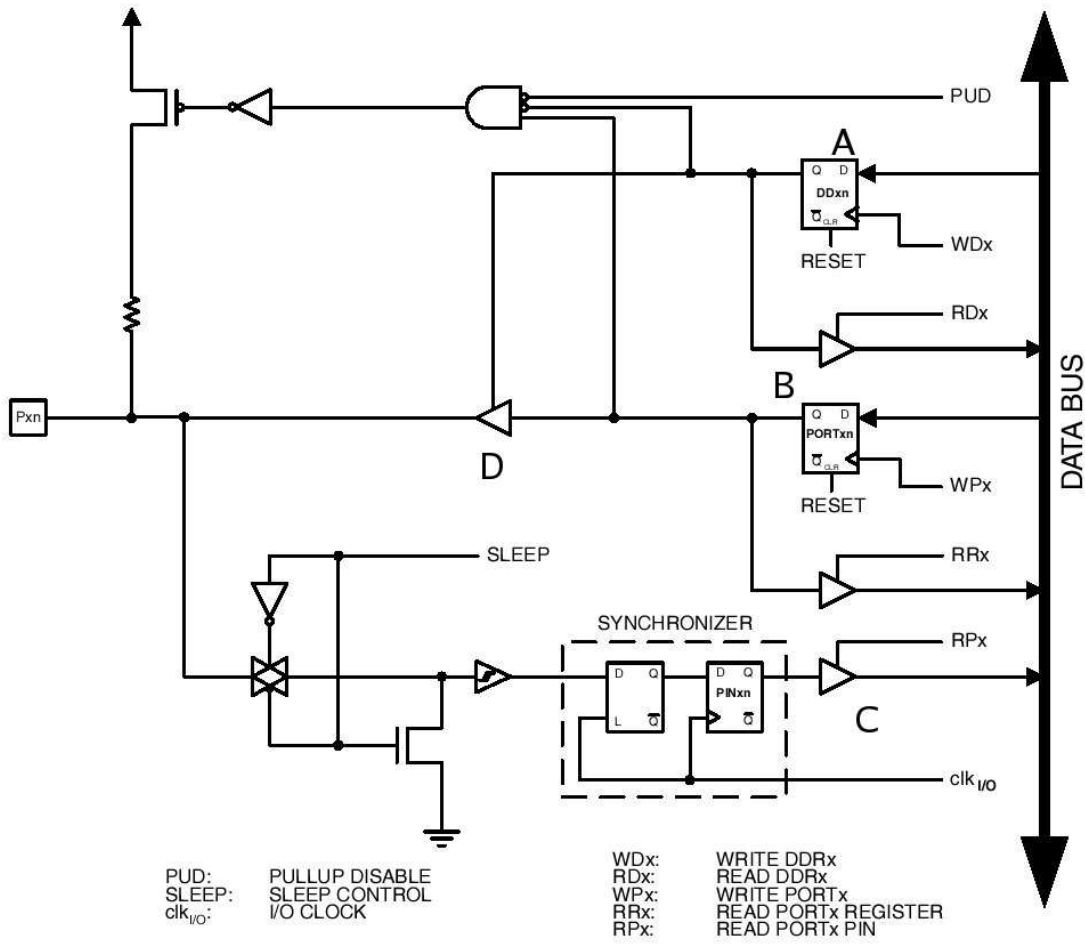 PUD
A
Q D
DDxn
Q CLR
WDx
RESET
RDx
B
Pxn
Q D
PORTxn
Q CLR
D
WPx
RESET
DATA BUS
SLEEP
RRx
SYNCHRONIZER
RPx
D Q
D Q
PINxn
L Q
Q
C
clk I/O
PUD: PULLUP DISABLE
SLEEP: SLEEP CONTROL
clk I/O: I/O CLOCK
WDx: WRITE DDRx
RDx: READ DDRx
WPx: WRITE PORTx
RRx: READ PORTx REGISTER
RPx: READ PORTx PIN